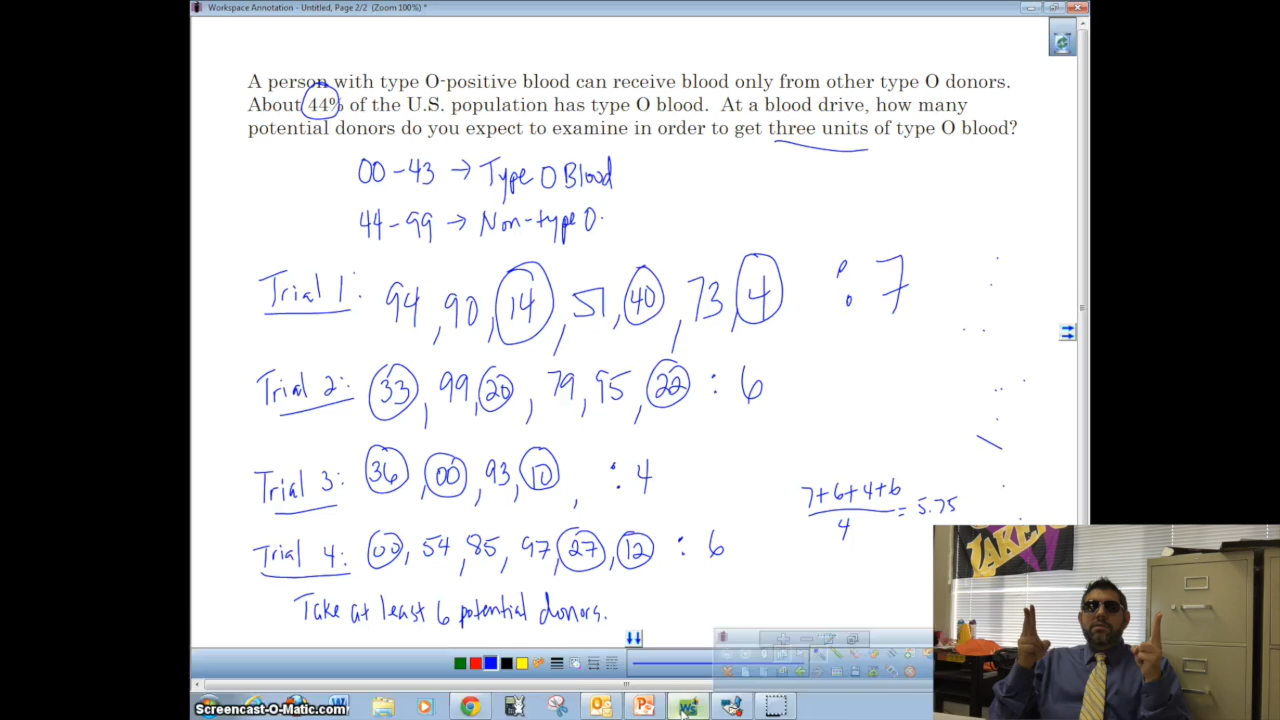 Workspace Annotation - Untitled, Page 2/2 (Zoom 100%) *
A person with type O-positive blood can receive blood only from other type O donors.
About 44% of the U.S. population has type O blood. At a blood drive, how many
potential donors do you expect to examine in order to get three units of type O blood?
00-43 → Type O Blood
44-99 → Non-type O.
Trial 1: 94, 90, 14, 51, 40, 73, 4 : 7
Trial 2: 33, 99, 20, 79, 95, 22 : 6
Trial 3: 36, 00, 93, 10, : 4
7+6+4+6
4
= 5.75
Trial 4: 00, 54, 85, 97, 27, 12 : 6
Take at least 6 potential donors.
LAKERS
Screencast-O-Matic.com